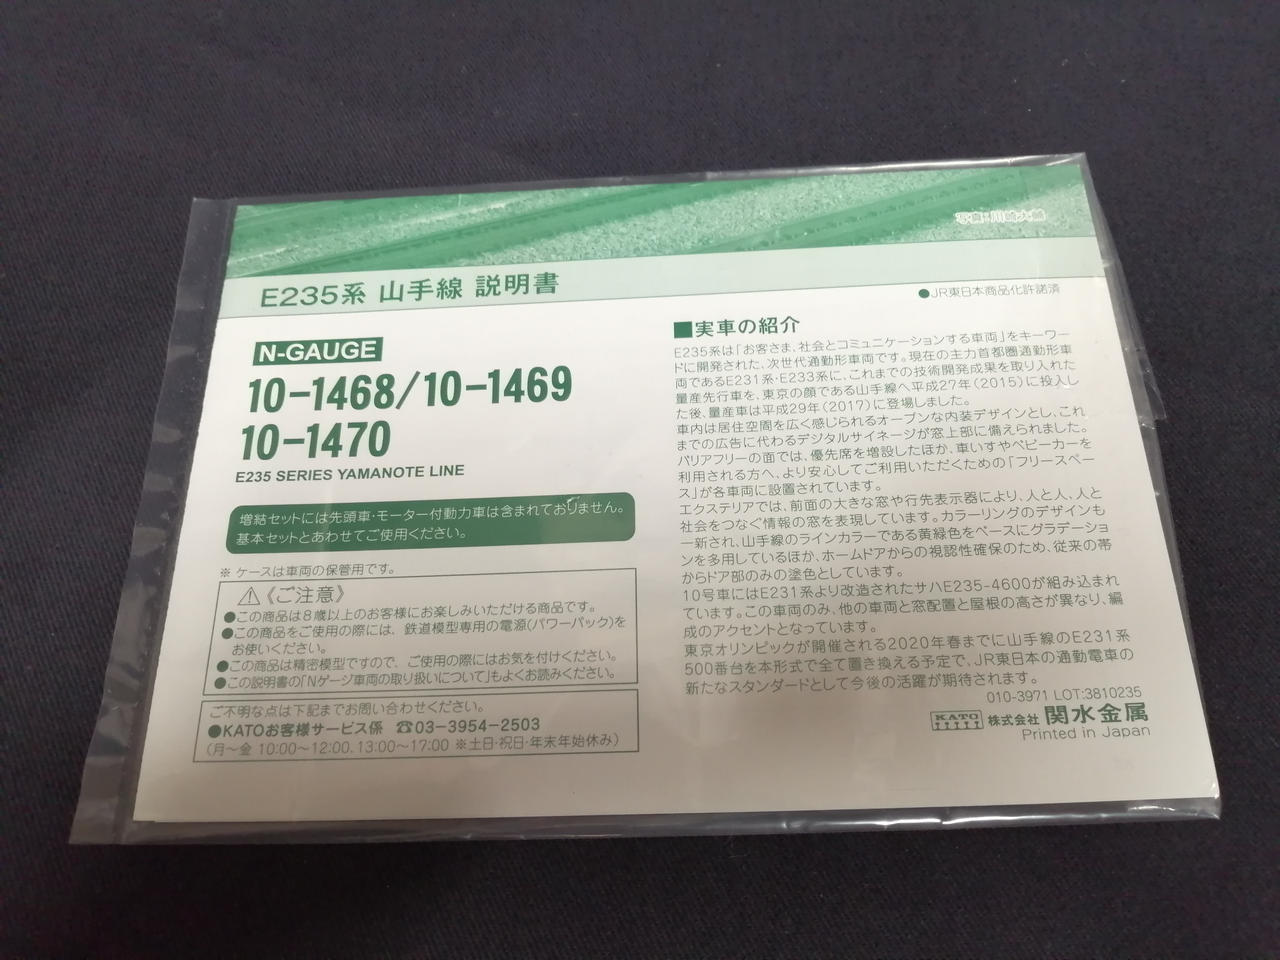 写真:川崎大輔
E235系 山手線 説明書
●JR東日本商品化許諾済
N-GAUGE
10-1468/10-1469
10-1470
E235 SERIES YAMANOTE LINE
増結セットには先頭車・モーター付動力車は含まれておりません。
基本セットとあわせてご使用ください。
※ ケースは車両の保管用です。
⚠《ご注意》
●この商品は8歳以上のお客様にお楽しみいただける商品です。
●この商品をご使用の際には、鉄道模型専用の電源(パワーパック)を
お使いください。
●この商品は精密模型ですので、ご使用の際にはお気を付けください。
●この説明書の「Nゲージ車両の取り扱いについて」もよくお読みください。
ご不明な点は下記までお問い合わせください。
●KATOお客様サービス係 ☎03-3954-2503
(月〜金 10:00〜12:00、13:00〜17:00 ※土日・祝日・年末年始休み)
■実車の紹介
E235系は「お客さま、社会とコミュニケーションする車両」をキーワー
ドに開発された、次世代通勤形車両です。現在の主力首都圏通勤形車
両であるE231系・E233系に、これまでの技術開発成果を取り入れた
量産先行車を、東京の顔である山手線へ平成27年(2015)に投入し
た後、量産車は平成29年(2017)に登場しました。
車内は居住空間を広く感じられるオープンな内装デザインとし、これ
までの広告に代わるデジタルサイネージが窓上部に備えられました。
バリアフリーの面では、優先席を増設したほか、車いすやベビーカーを
利用される方へ、より安心してご利用いただくための「フリースペー
ス」が各車両に設置されています。
エクステリアでは、前面の大きな窓や行先表示器により、人と人、人と
社会をつなぐ情報の窓を表現しています。カラーリングのデザインも
一新され、山手線のラインカラーである黄緑色をベースにグラデーショ
ンを多用しているほか、ホームドアからの視認性確保のため、従来の帯
からドア部のみの塗色としています。
10号車にはE231系より改造されたサハE235-4600が組み込まれ
ています。この車両のみ、他の車両と窓配置と屋根の高さが異なり、編
成のアクセントとなっています。
東京オリンピックが開催される2020年春までに山手線のE231系
500番台を本形式で全て置き換える予定で、JR東日本の通勤電車の
新たなスタンダードとして今後の活躍が期待されます。
010-3971 LOT:3810235
KATO 株式会社 関水金属
Printed in Japan